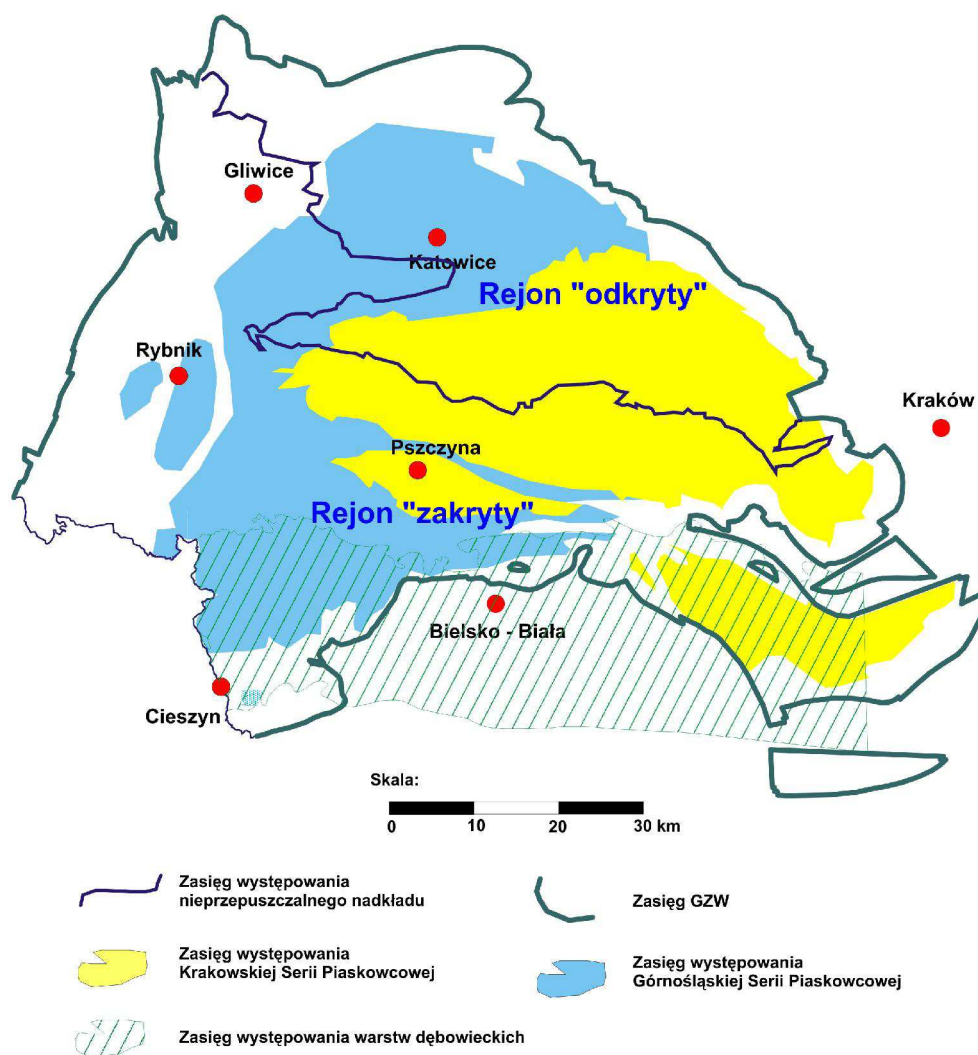 Gliwice
Katowice
Rejon "odkryty"
Rybnik
Kraków
Pszczyna
Rejon "zakryty"
Bielsko - Biała
Cieszyn
Skala:
0 10 20 30 km
Zasięg występowania
nieprzepuszczalnego nadkładu
Zasięg GZW
Zasięg występowania
Krakowskiej Serii Piaskowcowej
Zasięg występowania
Górnośląskiej Serii Piaskowcowej
Zasięg występowania warstw dębowieckich